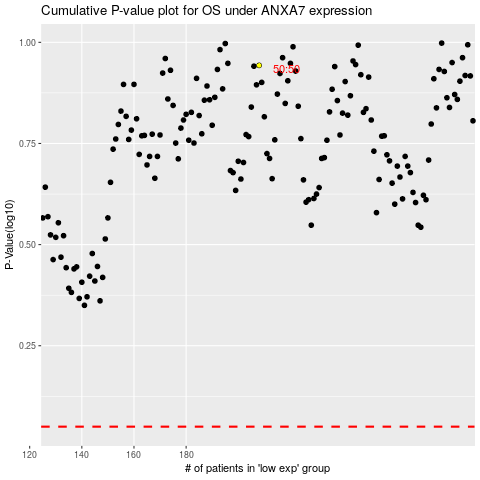 Cumulative P-value plot for OS under ANXA7 expression
P-Value(log10)
1.00
0.75
0.50
0.25
50:50
120 140 160 180
# of patients in 'low exp' group